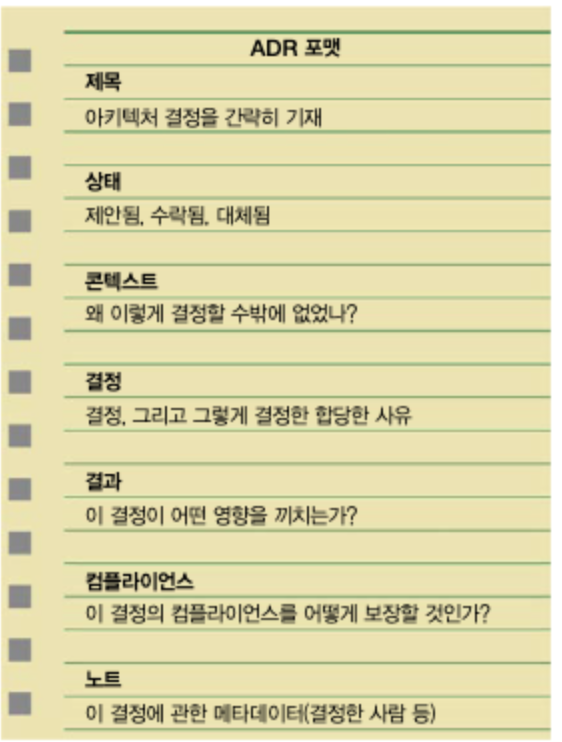 ADR 포맷
제목
아키텍처 결정을 간략히 기재
상태
제안됨, 수락됨, 대체됨
콘텍스트
왜 이렇게 결정할 수밖에 없었나?
결정
결정, 그리고 그렇게 결정한 합당한 사유
결과
이 결정이 어떤 영향을 끼치는가?
컴플라이언스
이 결정의 컴플라이언스를 어떻게 보장할 것인가?
노트
이 결정에 관한 메타데이터(결정한 사람 등)